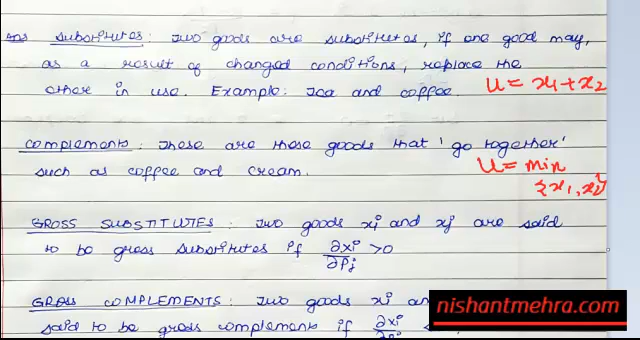 SUBSTITUTES: Two goods are substitutes, if one good may,
as a result of changed conditions, replace the
other in use. Example: Tea and coffee. U = x1 + x2
COMPLEMENTS: These are those goods that 'go together'
such as coffee and cream. U = min
{x1, x2}
GROSS SUBSTITUTES: Two goods xi and xj are said
to be gross substitutes if ∂xi/∂Pj > 0
GROSS COMPLEMENTS: Two goods xi
said to be gross complements if ∂xi
nishantmehra.com